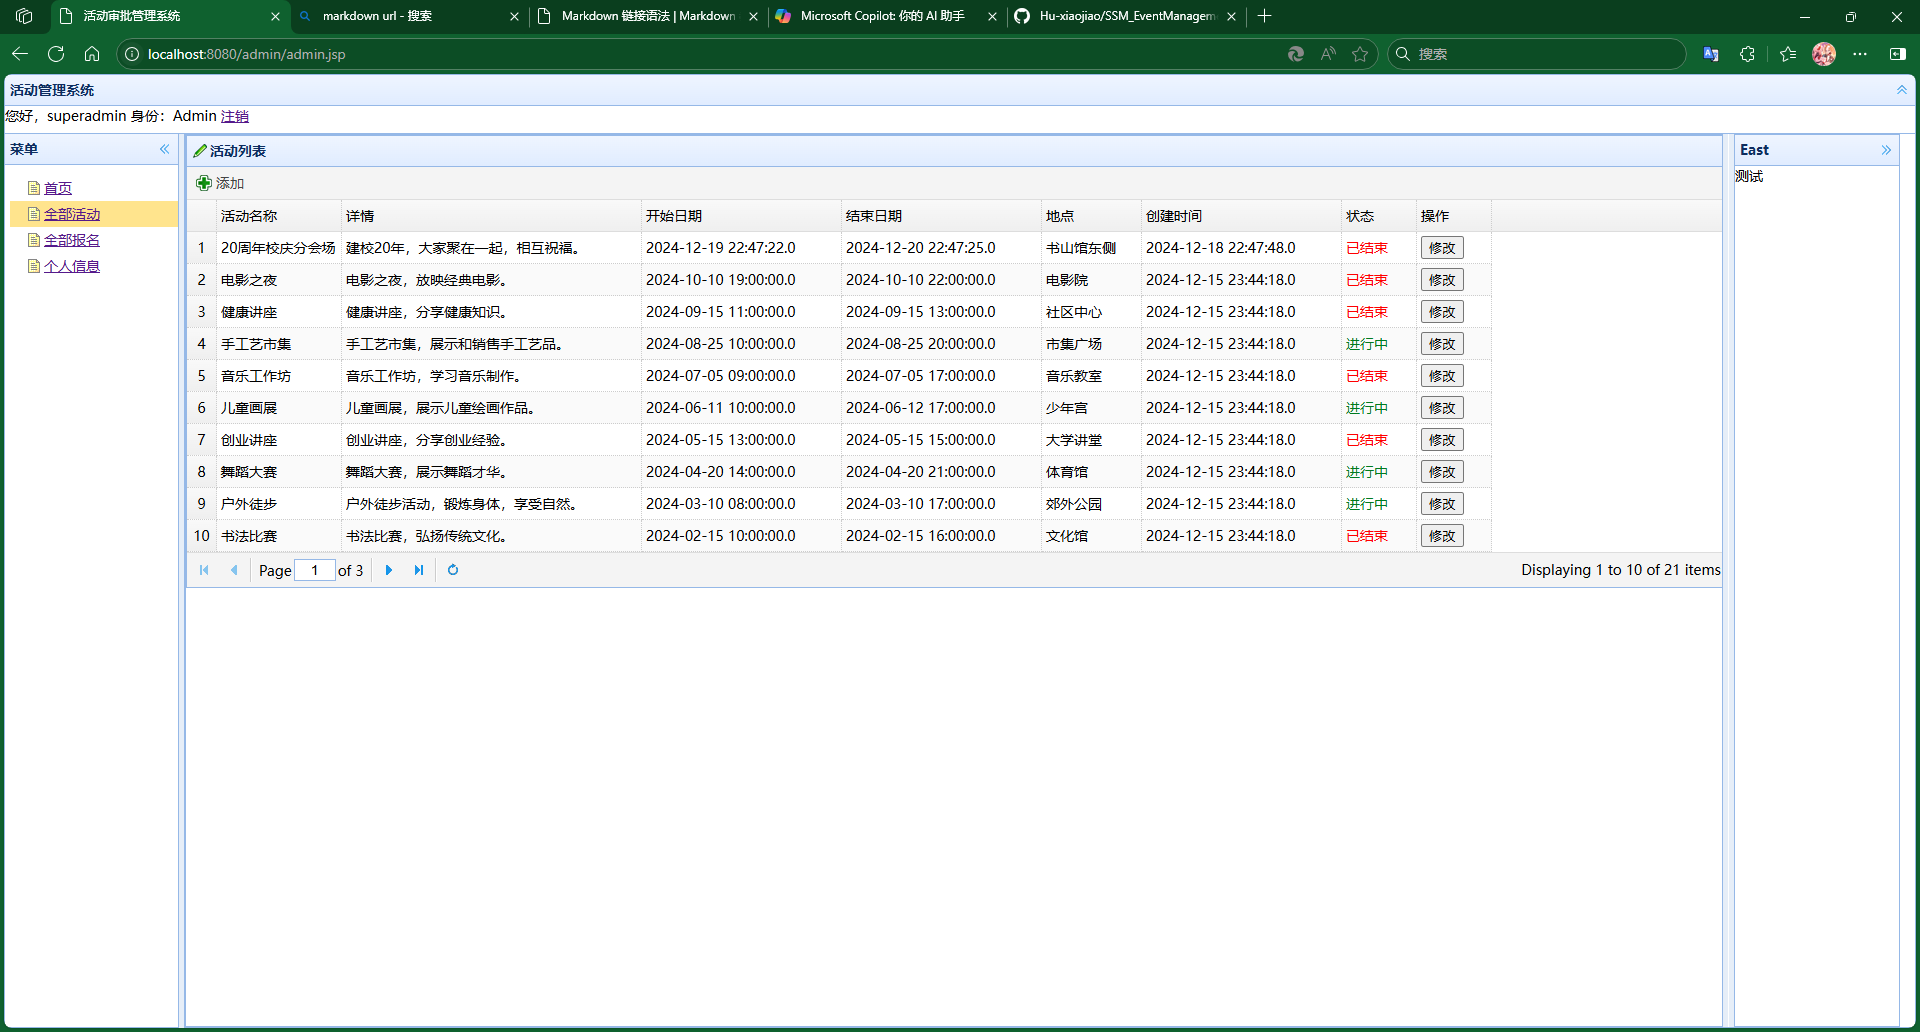 活动审批管理系统
markdown url - 搜索
Markdown 链接语法 | Markdown
Microsoft Copilot: 你的 AI 助手
Hu-xiaojiao/SSM_EventManagem
localhost:8080/admin/admin.jsp
搜索
活动管理系统
您好，superadmin 身份：Admin 注销
菜单
首页
全部活动
全部报名
个人信息
活动列表
添加
活动名称 详情 开始日期 结束日期 地点 创建时间 状态 操作
1 20周年校庆分会场 建校20年，大家聚在一起，相互祝福。 2024-12-19 22:47:22.0 2024-12-20 22:47:25.0 书山馆东侧 2024-12-18 22:47:48.0 已结束 修改
2 电影之夜 电影之夜，放映经典电影。 2024-10-10 19:00:00.0 2024-10-10 22:00:00.0 电影院 2024-12-15 23:44:18.0 已结束 修改
3 健康讲座 健康讲座，分享健康知识。 2024-09-15 11:00:00.0 2024-09-15 13:00:00.0 社区中心 2024-12-15 23:44:18.0 已结束 修改
4 手工艺市集 手工艺市集，展示和销售手工艺品。 2024-08-25 10:00:00.0 2024-08-25 20:00:00.0 市集广场 2024-12-15 23:44:18.0 进行中 修改
5 音乐工作坊 音乐工作坊，学习音乐制作。 2024-07-05 09:00:00.0 2024-07-05 17:00:00.0 音乐教室 2024-12-15 23:44:18.0 已结束 修改
6 儿童画展 儿童画展，展示儿童绘画作品。 2024-06-11 10:00:00.0 2024-06-12 17:00:00.0 少年宫 2024-12-15 23:44:18.0 进行中 修改
7 创业讲座 创业讲座，分享创业经验。 2024-05-15 13:00:00.0 2024-05-15 15:00:00.0 大学讲堂 2024-12-15 23:44:18.0 已结束 修改
8 舞蹈大赛 舞蹈大赛，展示舞蹈才华。 2024-04-20 14:00:00.0 2024-04-20 21:00:00.0 体育馆 2024-12-15 23:44:18.0 进行中 修改
9 户外徒步 户外徒步活动，锻炼身体，享受自然。 2024-03-10 08:00:00.0 2024-03-10 17:00:00.0 郊外公园 2024-12-15 23:44:18.0 进行中 修改
10 书法比赛 书法比赛，弘扬传统文化。 2024-02-15 10:00:00.0 2024-02-15 16:00:00.0 文化馆 2024-12-15 23:44:18.0 已结束 修改
Page 1 of 3
Displaying 1 to 10 of 21 items
East
测试